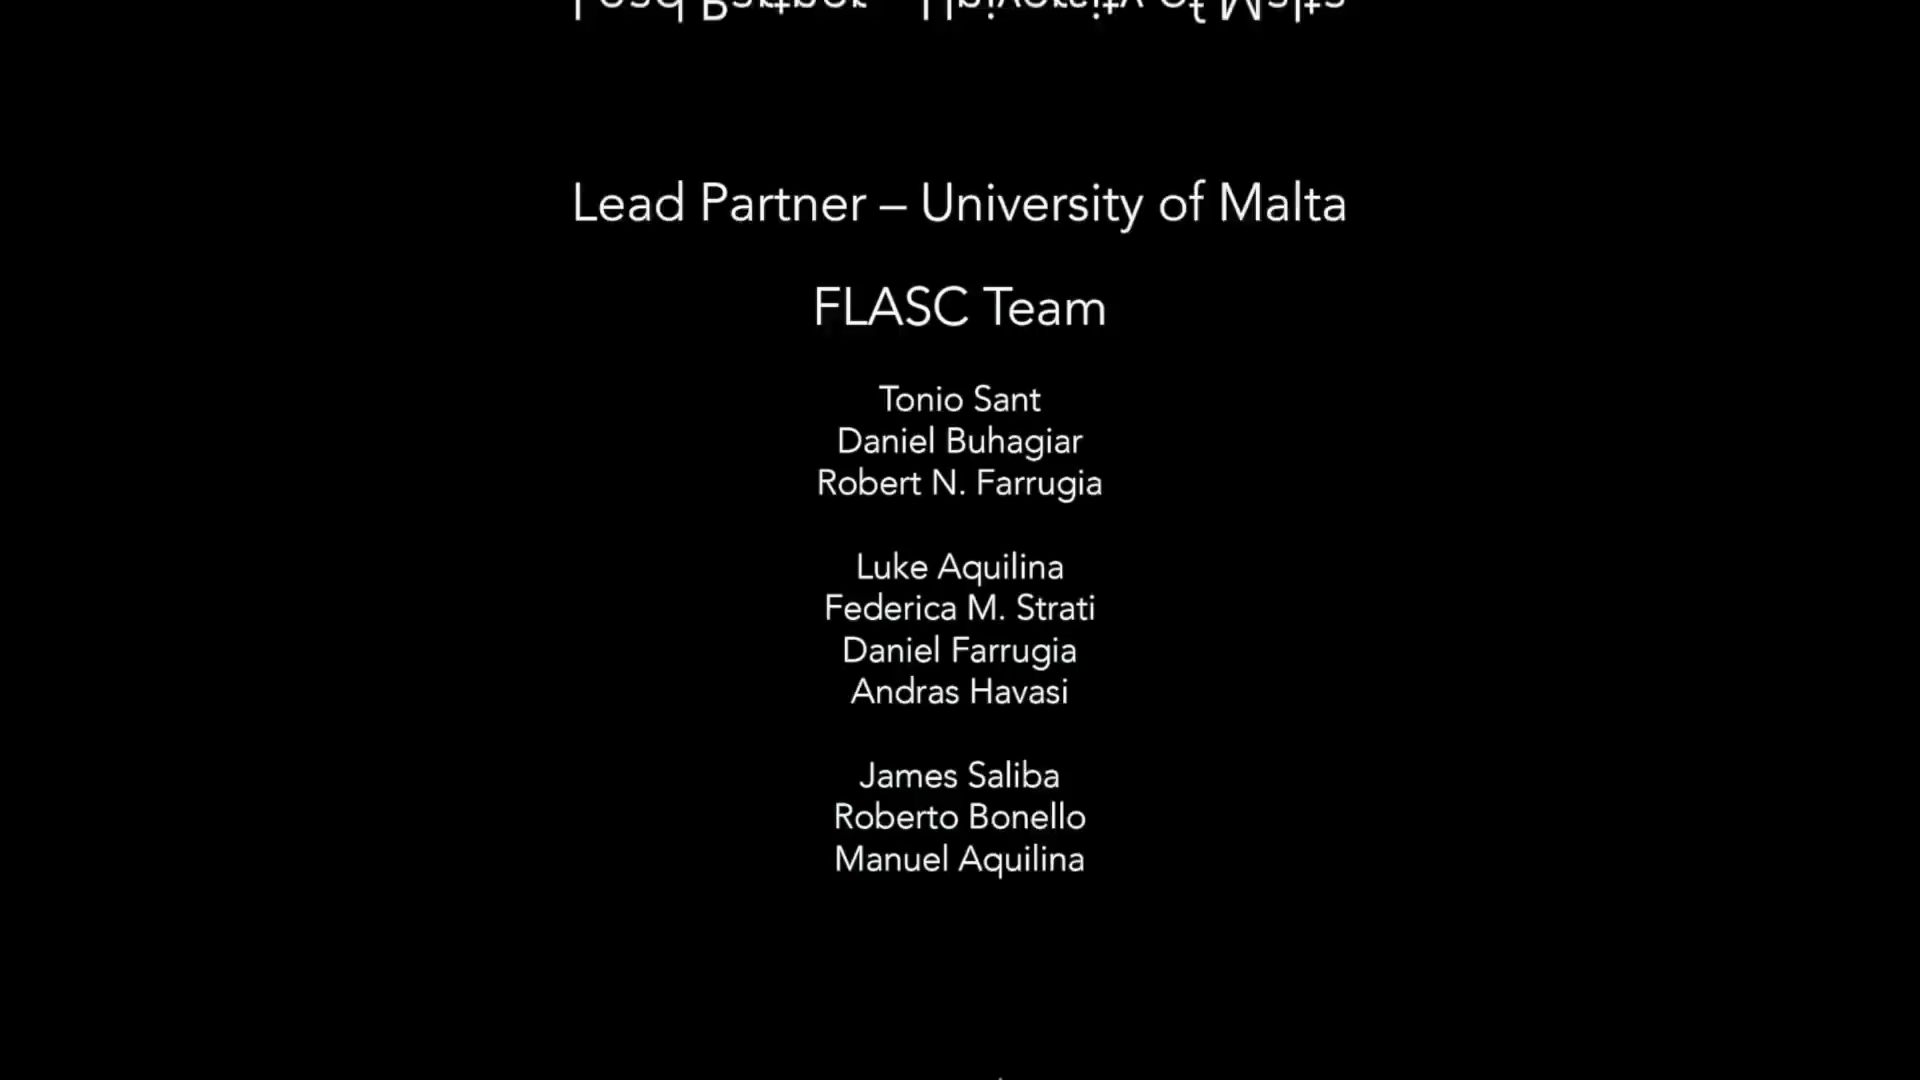 Lead Partner – University of Malta
FLASC Team
Tonio Sant
Daniel Buhagiar
Robert N. Farrugia
Luke Aquilina
Federica M. Strati
Daniel Farrugia
Andras Havasi
James Saliba
Roberto Bonello
Manuel Aquilina